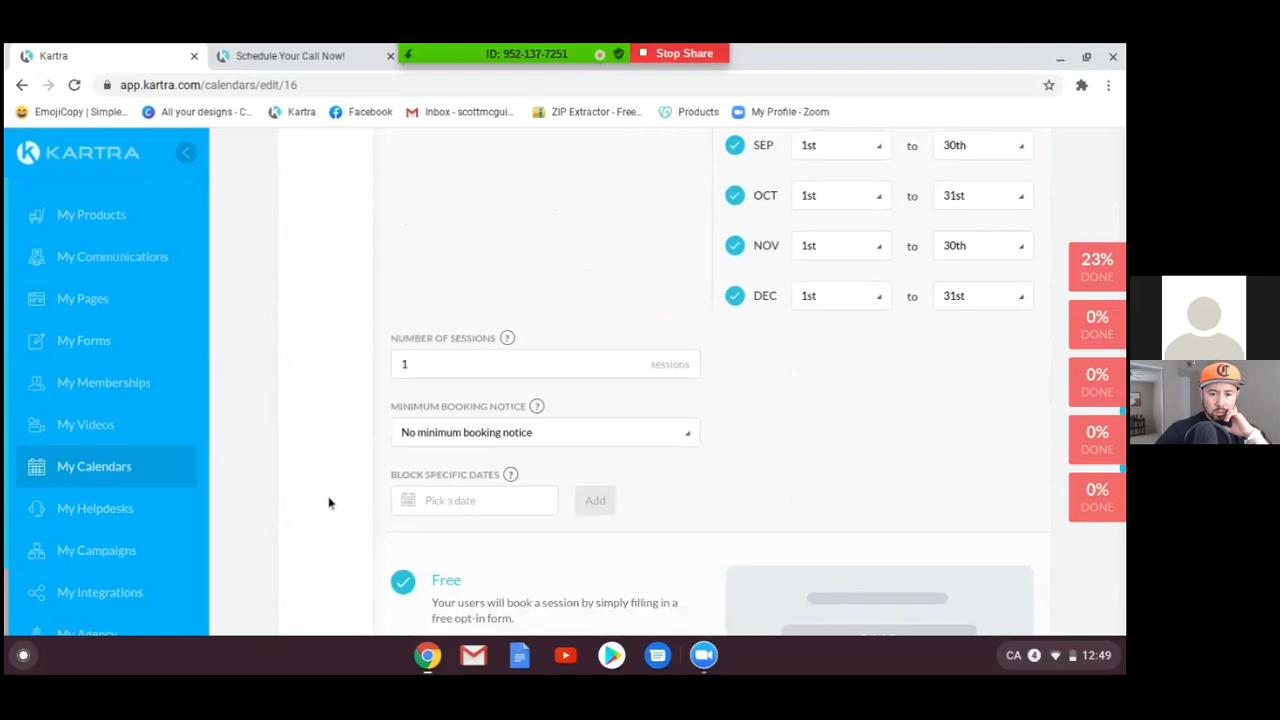 Kartra
Schedule Your Call Now!
ID: 952-137-7251
Stop Share
app.kartra.com/calendars/edit/16
EmojiCopy | Simple...
All your designs - C...
Kartra
Facebook
Inbox - scottmcgui...
ZIP Extractor - Free...
Products
My Profile - Zoom
KARTRA
My Products
My Communications
My Pages
My Forms
My Memberships
My Videos
My Calendars
My Helpdesks
My Campaigns
My Integrations
My Agency
SEP 1st to 30th
OCT 1st to 31st
NOV 1st to 30th
DEC 1st to 31st
NUMBER OF SESSIONS ?
1 sessions
MINIMUM BOOKING NOTICE ?
No minimum booking notice
BLOCK SPECIFIC DATES ?
Pick a date Add
Free
Your users will book a session by simply filling in a
free opt-in form.
23%
DONE
0%
DONE
0%
DONE
0%
DONE
0%
DONE
CA 4 12:49